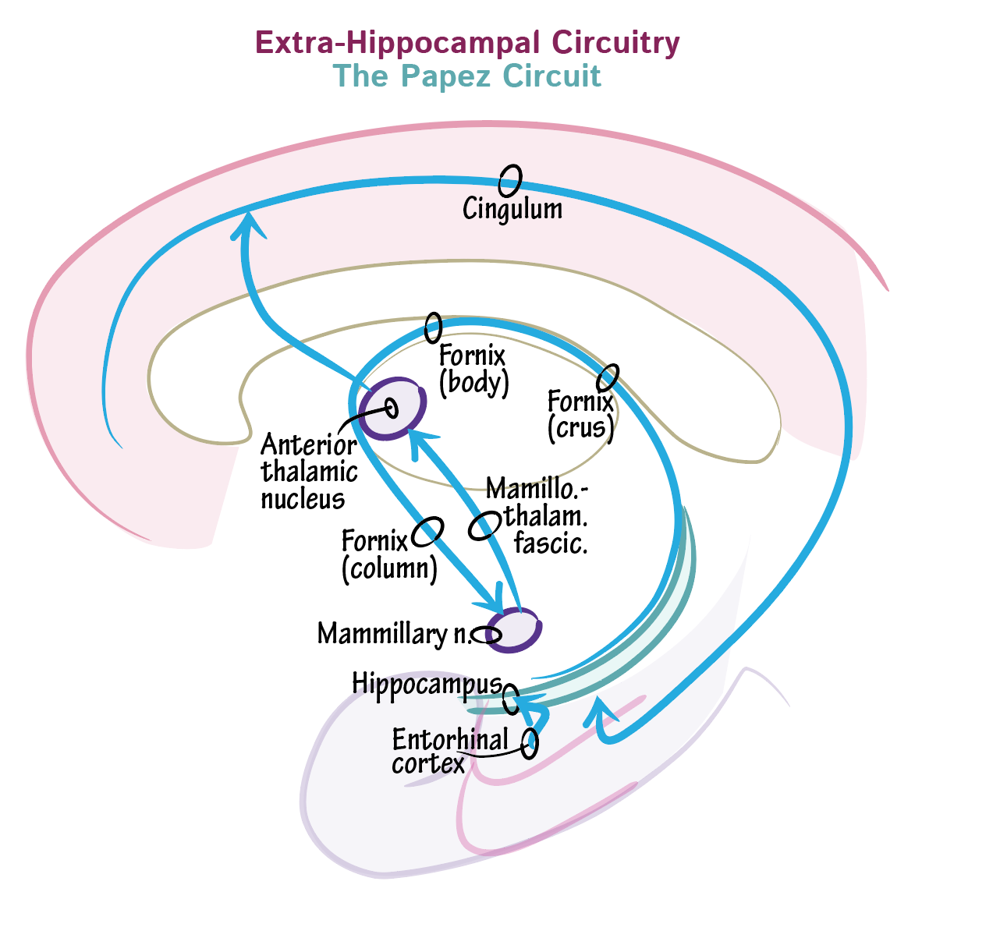 Extra-Hippocampal Circuitry
The Papez Circuit
Cingulum
Fornix
(body)
Fornix
(crus)
Anterior
thalamic
nucleus
Mamillo.-
thalam.
fascic.
Fornix
(column)
Mammillary n.
Hippocampus
Entorhinal
cortex